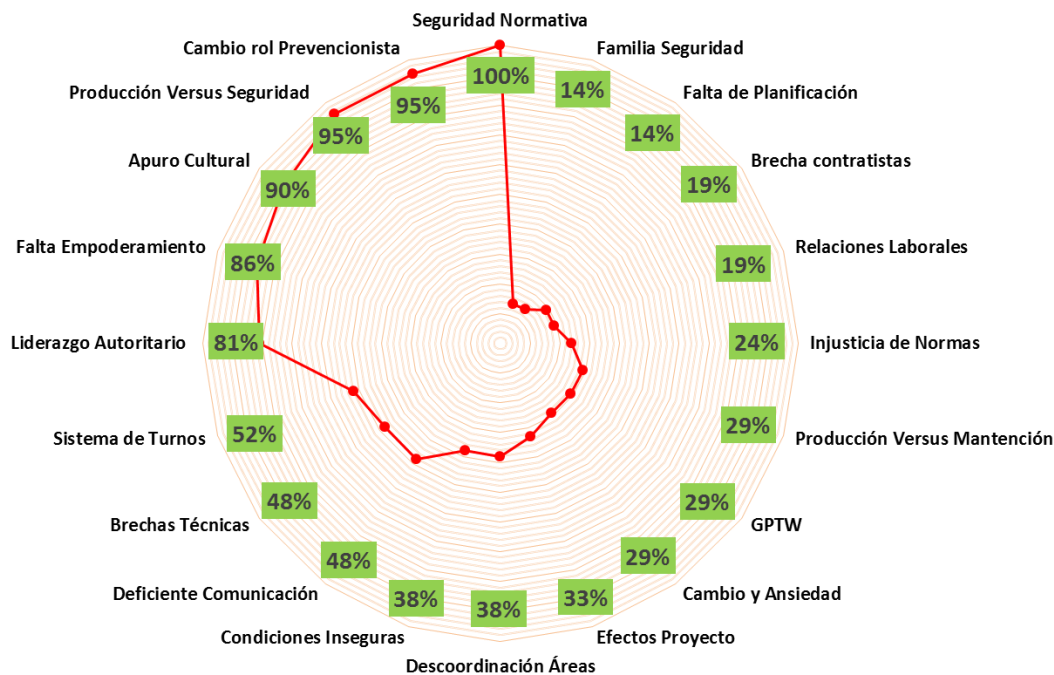 Seguridad Normativa
100%
Familia Seguridad
14%
Falta de Planificación
14%
Brecha contratistas
19%
Relaciones Laborales
19%
Injusticia de Normas
24%
Producción Versus Mantención
29%
GPTW
29%
Cambio y Ansiedad
29%
Efectos Proyecto
33%
Descoordinación Áreas
38%
Condiciones Inseguras
38%
Deficiente Comunicación
48%
Brechas Técnicas
48%
Sistema de Turnos
52%
Liderazgo Autoritario
81%
Falta Empoderamiento
86%
Apuro Cultural
90%
Producción Versus Seguridad
95%
Cambio rol Prevencionista
95%